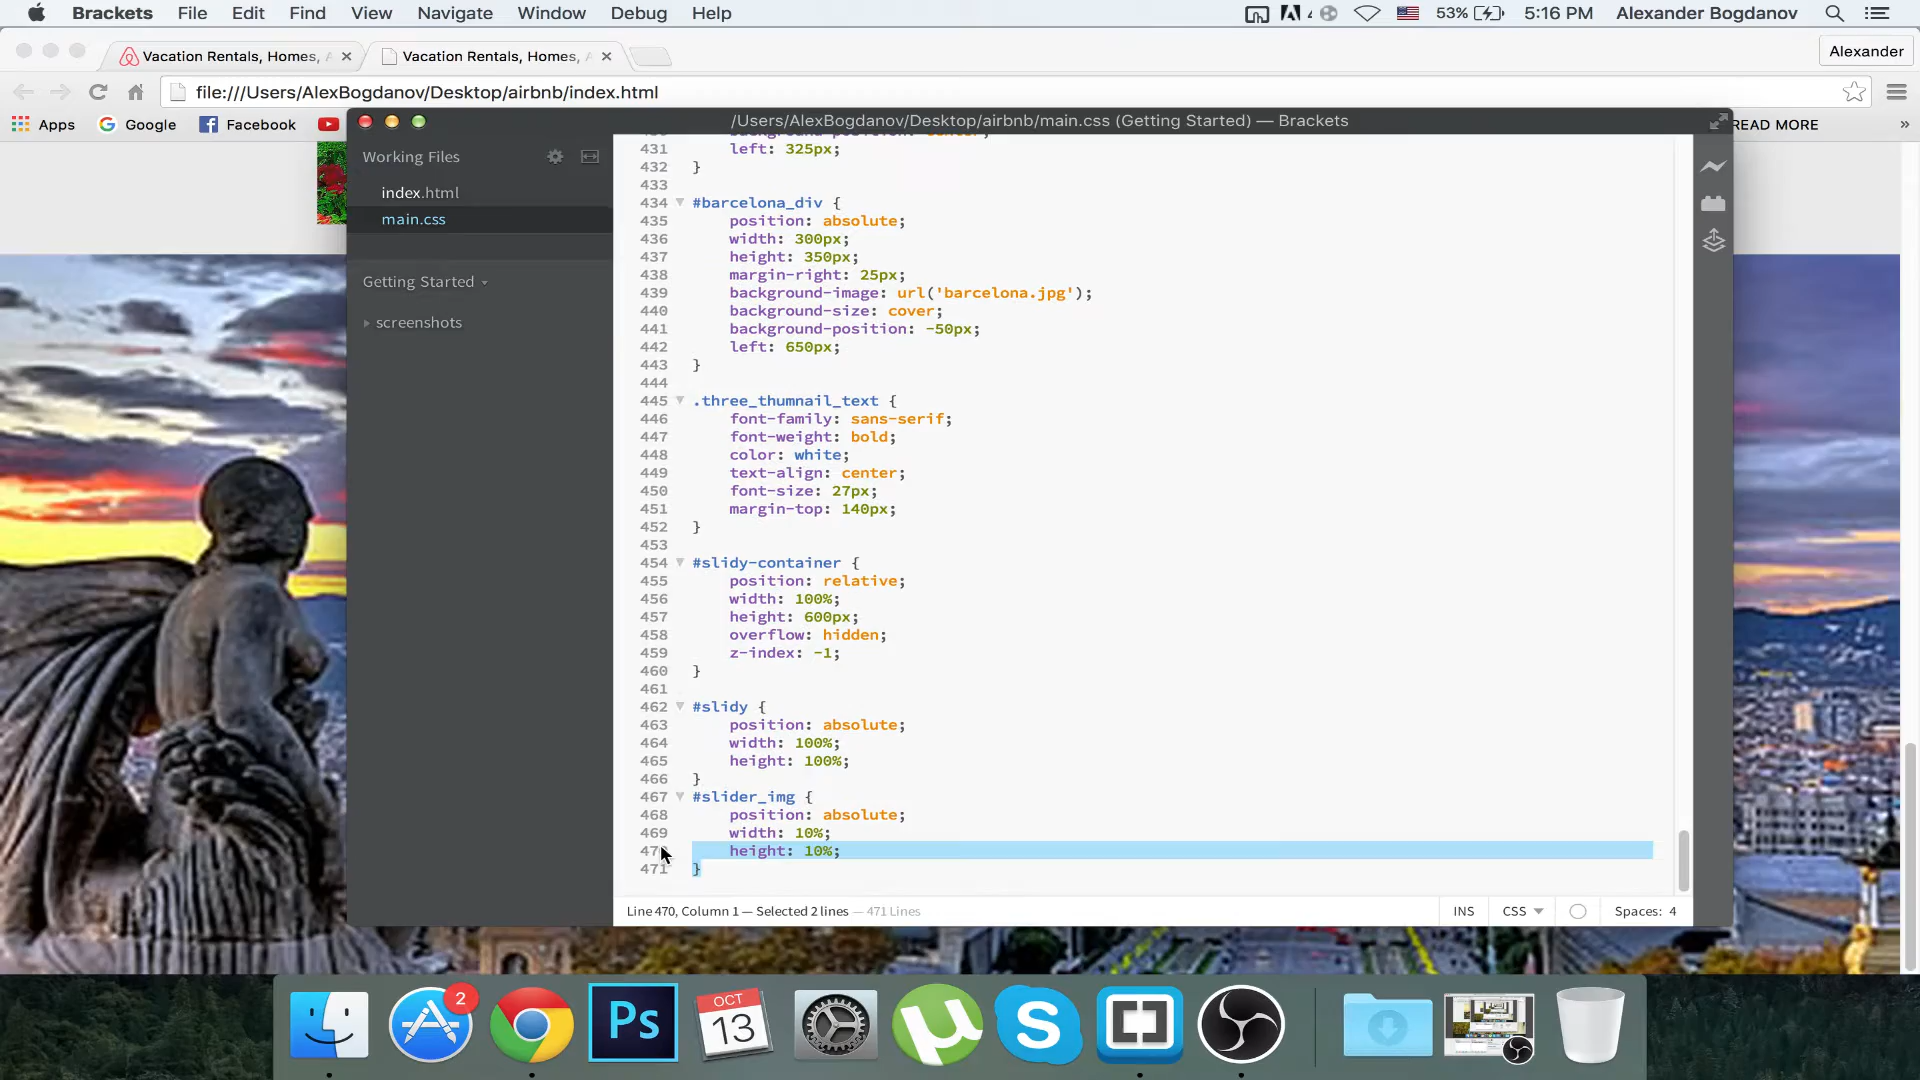 Brackets File Edit Find View Navigate Window Debug Help 53% 5:16 PM Alexander Bogdanov
Vacation Rentals, Homes, Vacation Rentals, Homes, Alexander
file:///Users/AlexBogdanov/Desktop/airbnb/index.html
Apps Google Facebook READ MORE »
/Users/AlexBogdanov/Desktop/airbnb/main.css (Getting Started) — Brackets
Working Files
index.html
main.css
Getting Started
screenshots
431 left: 325px;
432 }
433
434 #barcelona_div {
435 position: absolute;
436 width: 300px;
437 height: 350px;
438 margin-right: 25px;
439 background-image: url('barcelona.jpg');
440 background-size: cover;
441 background-position: -50px;
442 left: 650px;
443 }
444
445 .three_thumnail_text {
446 font-family: sans-serif;
447 font-weight: bold;
448 color: white;
449 text-align: center;
450 font-size: 27px;
451 margin-top: 140px;
452 }
453
454 #slidy-container {
455 position: relative;
456 width: 100%;
457 height: 600px;
458 overflow: hidden;
459 z-index: -1;
460 }
461
462 #slidy {
463 position: absolute;
464 width: 100%;
465 height: 100%;
466 }
467 #slider_img {
468 position: absolute;
469 width: 10%;
470 height: 10%;
471 }
Line 470, Column 1 — Selected 2 lines — 471 Lines INS CSS Spaces: 4
2
Ps
OCT
13
µ
S